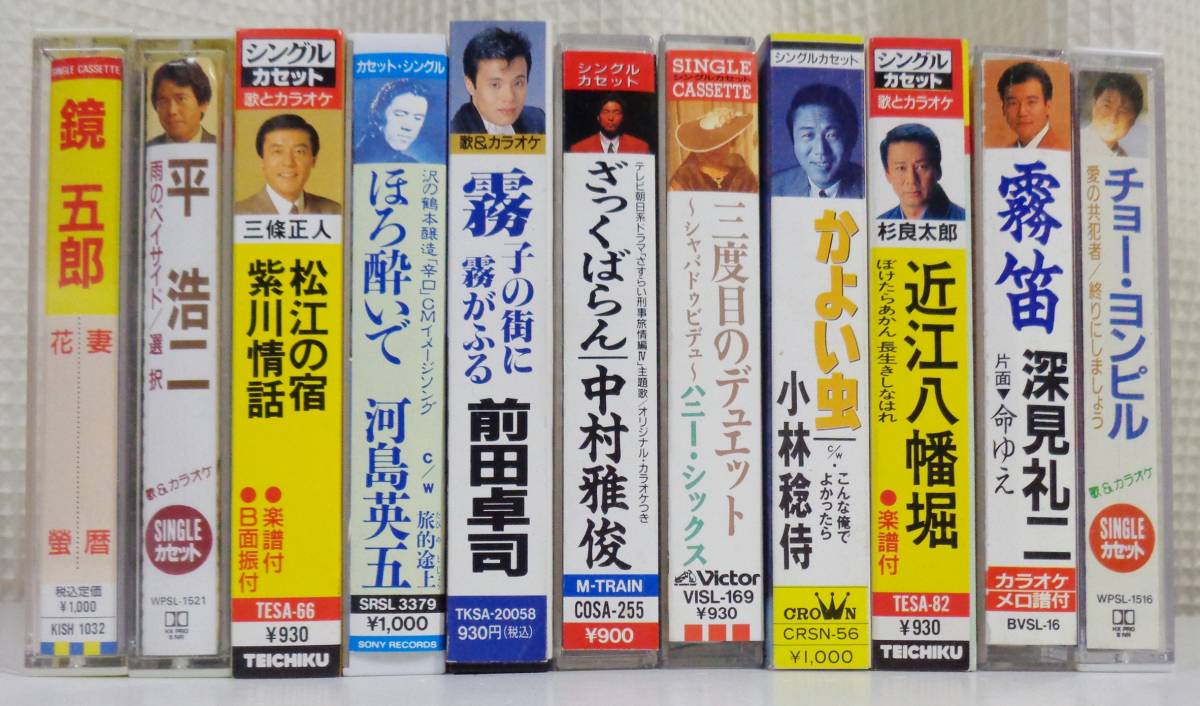 SINGLE CASSETTE
鏡五郎
花妻
螢暦
税込定価
¥1,000
KISH 1032
平浩二
雨のベイサイド/選択
歌&カラオケ
SINGLE
カセット
WPSL-1521
HX PRO
B NR
シングル
カセット
歌とカラオケ
三條正人
松江の宿
紫川情話
●楽譜付
●B面振付
TESA-66
¥930
TEICHIKU
カセット・シングル
沢の鶴本醸造「辛口」CMイメージソング
ほろ酔いで 河島英五
c/w 旅的途上
SRSL 3379
¥1,000
SONY RECORDS
歌&カラオケ
霧子の街に
霧がふる
前田卓司
TKSA-20058
930円(税込)
シングル
カセット
テレビ朝日系ドラマ「さすらい刑事旅情編Ⅳ」主題歌/オリジナル・カラオケつき
ざっくばらん/中村雅俊
M-TRAIN
COSA-255
¥900
SINGLE
シングルカセット
CASSETTE
三度目のデュエット
〜シャバドゥビデュ〜ハニー・シックス
Victor
VISL-169
¥930
シングルカセット
かよい虫
c/w・こんな俺で
よかったら
小林稔侍
CROWN
CRSN-56
¥1,000
シングル
カセット
歌とカラオケ
杉良太郎
近江八幡堀
ぼけたらあかん長生きしなはれ
●楽譜付
TESA-82
¥930
TEICHIKU
霧笛 深見礼二
片面▼命ゆえ
カラオケ
メロ譜付
BVSL-16
チョー・ヨンピル
愛の共犯者/終りにしましょう
歌&カラオケ
SINGLE
カセット
WPSL-1516
HX PRO
B NR